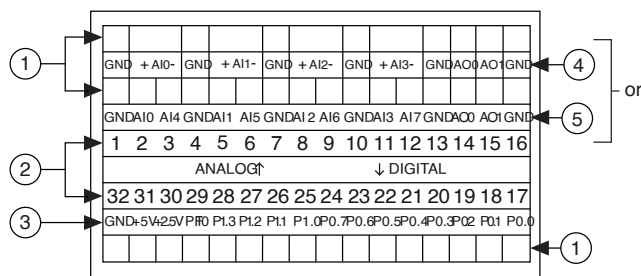 GND + AI0- GND + AI1- GND + AI2- GND + AI3- GND AO0 AO1 GND
GND AI0 AI4 GND AI1 AI5 GND AI 2 AI6 GND AI3 AI7 GND AO0 AO1 GND
1 2 3 4 5 6 7 8 9 10 11 12 13 14 15 16
ANALOG↑ ↓ DIGITAL
32 31 30 29 28 27 26 25 24 23 22 21 20 19 18 17
GND +5V +2.5V PFI0 P1.3 P1.2 P1.1 P1.0 P0.7 P0.6 P0.5 P0.4 P0.3 P0.2 P0.1 P0.0
1
2
3
4
or
5
1